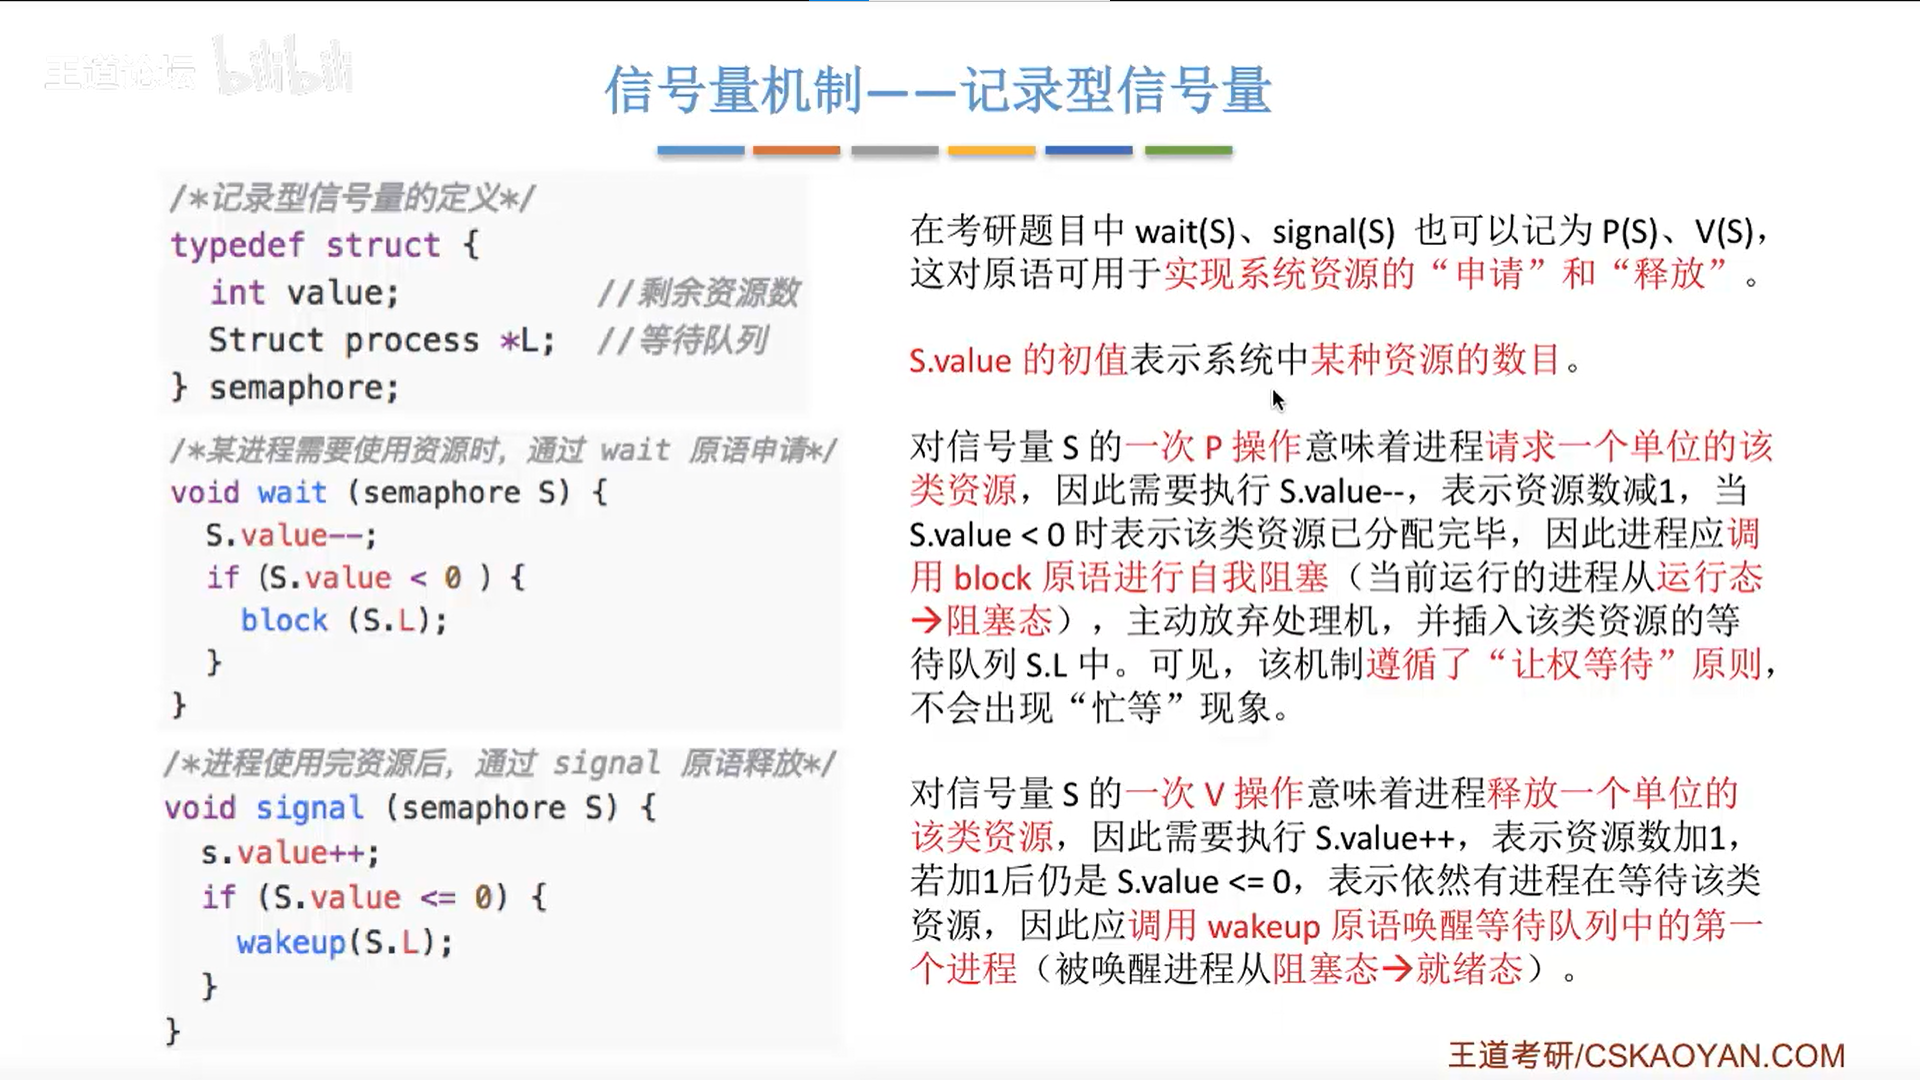 王道论坛 bilibili
信号量机制——记录型信号量
/*记录型信号量的定义*/
typedef struct {
int value; //剩余资源数
Struct process *L; //等待队列
} semaphore;
/*某进程需要使用资源时，通过 wait 原语申请*/
void wait (semaphore S) {
S.value--;
if (S.value < 0 ) {
block (S.L);
}
}
/*进程使用完资源后，通过 signal 原语释放*/
void signal (semaphore S) {
s.value++;
if (S.value <= 0) {
wakeup(S.L);
}
}
在考研题目中 wait(S)、signal(S) 也可以记为 P(S)、V(S)，
这对原语可用于实现系统资源的“申请”和“释放”。
S.value 的初值表示系统中某种资源的数目。
对信号量 S 的一次 P 操作意味着进程请求一个单位的该
类资源，因此需要执行 S.value--，表示资源数减1，当
S.value < 0 时表示该类资源已分配完毕，因此进程应调
用 block 原语进行自我阻塞（当前运行的进程从运行态
→阻塞态），主动放弃处理机，并插入该类资源的等
待队列 S.L 中。可见，该机制遵循了“让权等待”原则，
不会出现“忙等”现象。
对信号量 S 的一次 V 操作意味着进程释放一个单位的
该类资源，因此需要执行 S.value++，表示资源数加1，
若加1后仍是 S.value <= 0，表示依然有进程在等待该类
资源，因此应调用 wakeup 原语唤醒等待队列中的第一
个进程（被唤醒进程从阻塞态→就绪态）。
王道考研/CSKAOYAN.COM